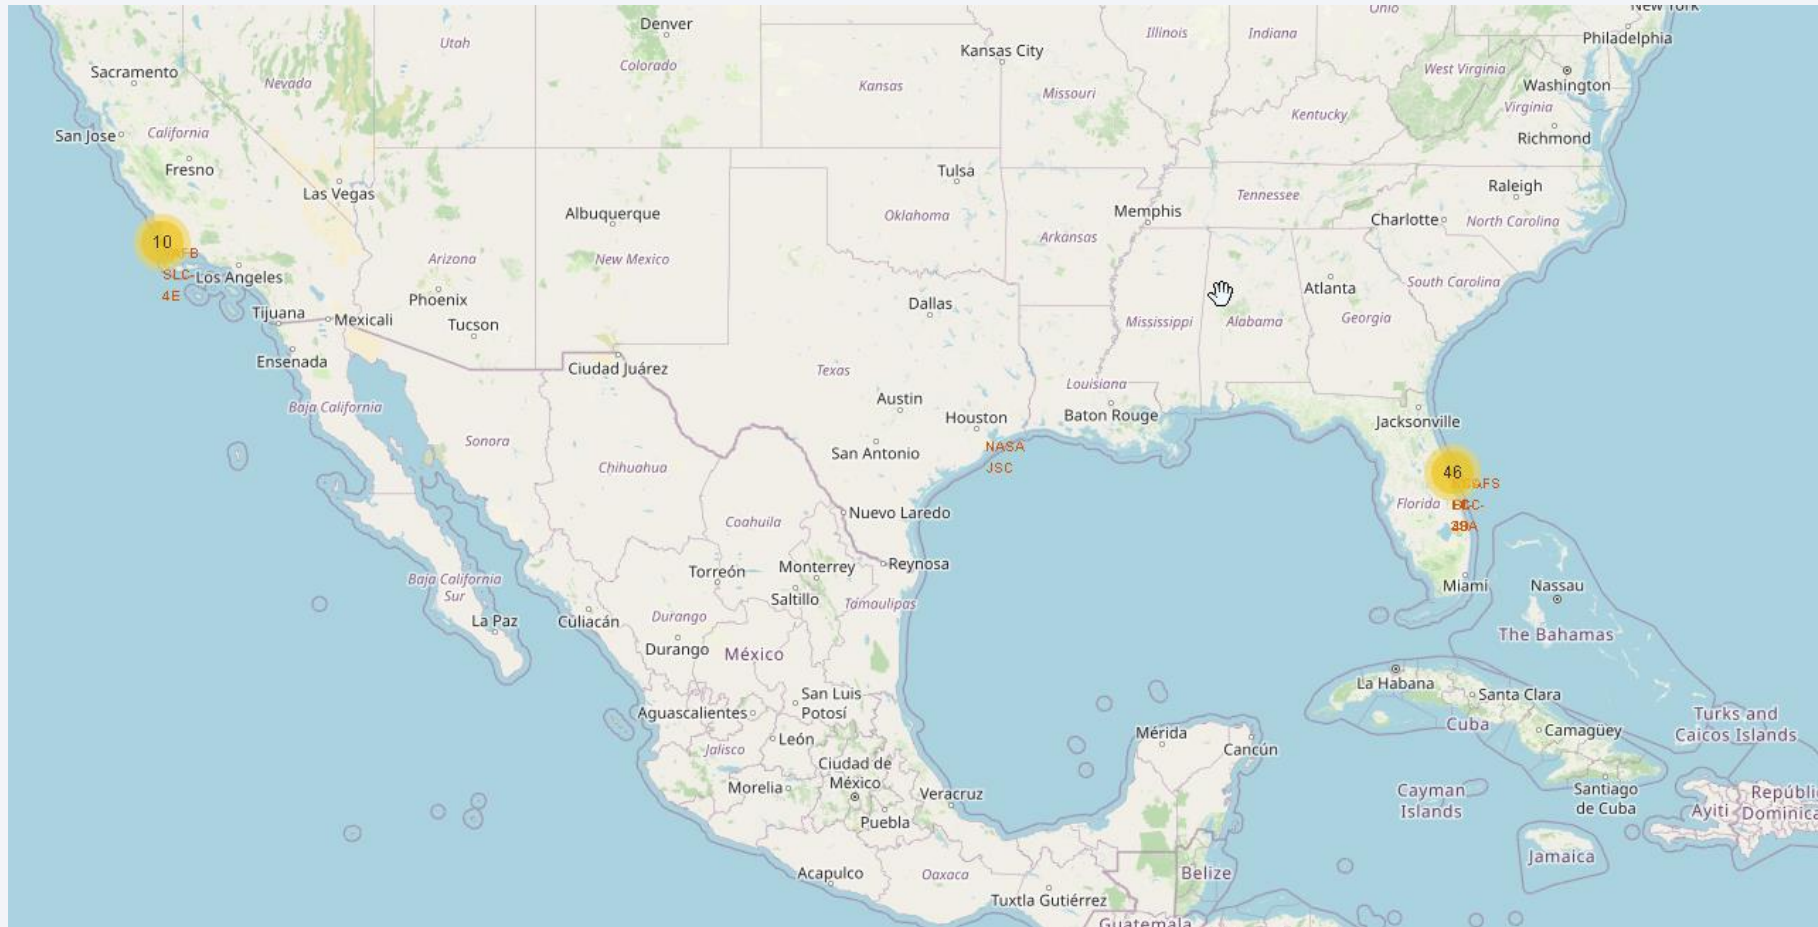 New York
Ohio
Denver
Utah
Illinois
Indiana
Philadelphia
Kansas City
Colorado
West Virginia
Sacramento
Nevada
Kansas
Missouri
Washington
Kentucky
Virginia
San Jose
California
Richmond
Fresno
Tulsa
Las Vegas
Raleigh
Tennessee
Albuquerque
Oklahoma
Memphis
Charlotte
North Carolina
10
Arkansas
Arizona
New Mexico
SLC-
Los Angeles
South Carolina
4E
Phoenix
Dallas
Atlanta
Tijuana
Mexicali
Tucson
Mississippi
Alabama
Georgia
Ensenada
Ciudad Juárez
Texas
Louisiana
Baja California
Austin
Houston
Baton Rouge
Jacksonville
Sonora
NASA
JSC
San Antonio
Chihuahua
46
Florida
Nuevo Laredo
Coahuila
Reynosa
Torreón
Monterrey
Baja California
Sur
Saltillo
Tamaulipas
Miami
Nassau
La Paz
Culiacán
Durango
Durango
México
The Bahamas
La Habana
Santa Clara
San Luis
Potosí
Aguascalientes
Cuba
Camagüey
Turks and
Caicos Islands
Jalisco
León
Mérida
Cancún
Ciudad de
México
Morelia
Veracruz
Cayman
Islands
Santiago
de Cuba
Ayiti
Puebla
Jamaica
Acapulco
Oaxaca
Belize
Tuxtla Gutiérrez
Guatemala